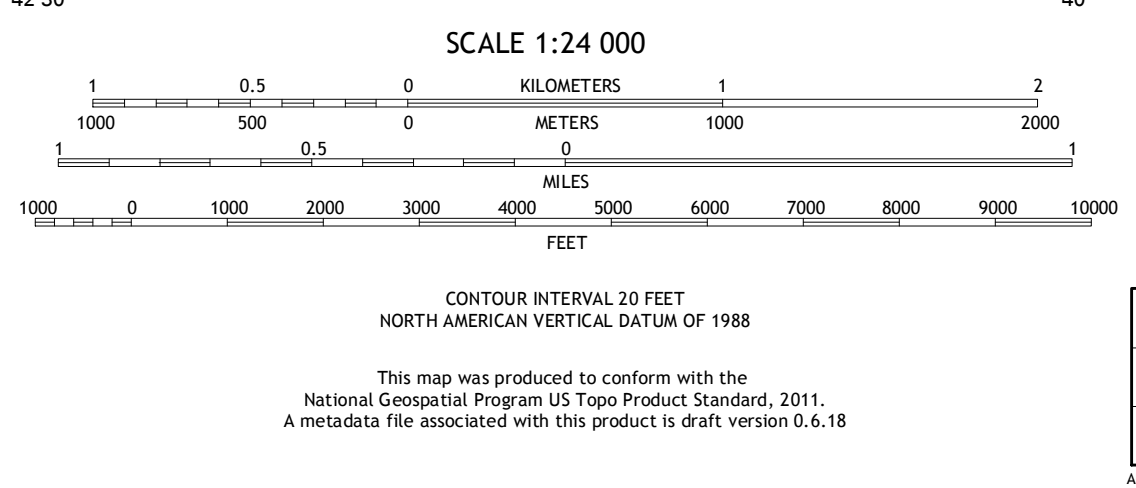 SCALE 1:24 000
1 0.5 0 KILOMETERS 1 2
1000 500 0 METERS 1000 2000
1 0.5 0 1
MILES
1000 0 1000 2000 3000 4000 5000 6000 7000 8000 9000 10000
FEET
CONTOUR INTERVAL 20 FEET
NORTH AMERICAN VERTICAL DATUM OF 1988
This map was produced to conform with the
National Geospatial Program US Topo Product Standard, 2011.
A metadata file associated with this product is draft version 0.6.18
A